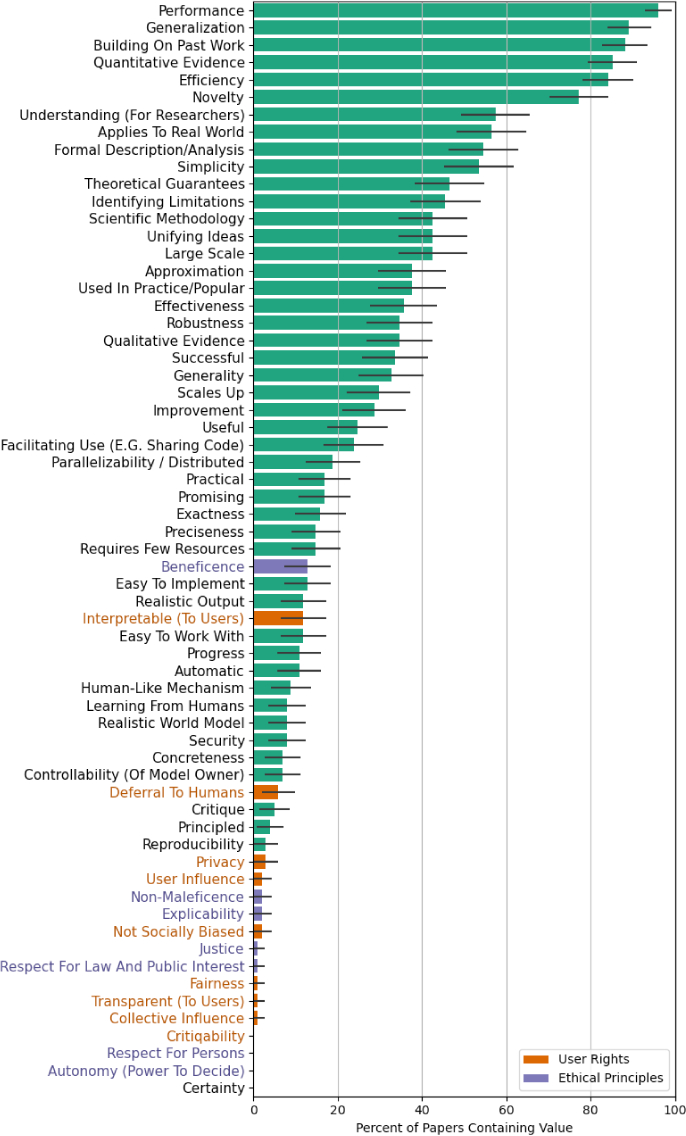 Performance
Generalization
Building On Past Work
Quantitative Evidence
Efficiency
Novelty
Understanding (For Researchers)
Applies To Real World
Formal Description/Analysis
Simplicity
Theoretical Guarantees
Identifying Limitations
Scientific Methodology
Unifying Ideas
Large Scale
Approximation
Used In Practice/Popular
Effectiveness
Robustness
Qualitative Evidence
Successful
Generality
Scales Up
Improvement
Useful
Facilitating Use (E.G. Sharing Code)
Parallelizability / Distributed
Practical
Promising
Exactness
Preciseness
Requires Few Resources
Beneficence
Easy To Implement
Realistic Output
Interpretable (To Users)
Easy To Work With
Progress
Automatic
Human-Like Mechanism
Learning From Humans
Realistic World Model
Security
Concreteness
Controllability (Of Model Owner)
Deferral To Humans
Critique
Principled
Reproducibility
Privacy
User Influence
Non-Maleficence
Explicability
Not Socially Biased
Justice
Respect For Law And Public Interest
Fairness
Transparent (To Users)
Collective Influence
Critiqability
Respect For Persons
Autonomy (Power To Decide)
Certainty
User Rights
Ethical Principles
0 20 40 60 80 100
Percent of Papers Containing Value